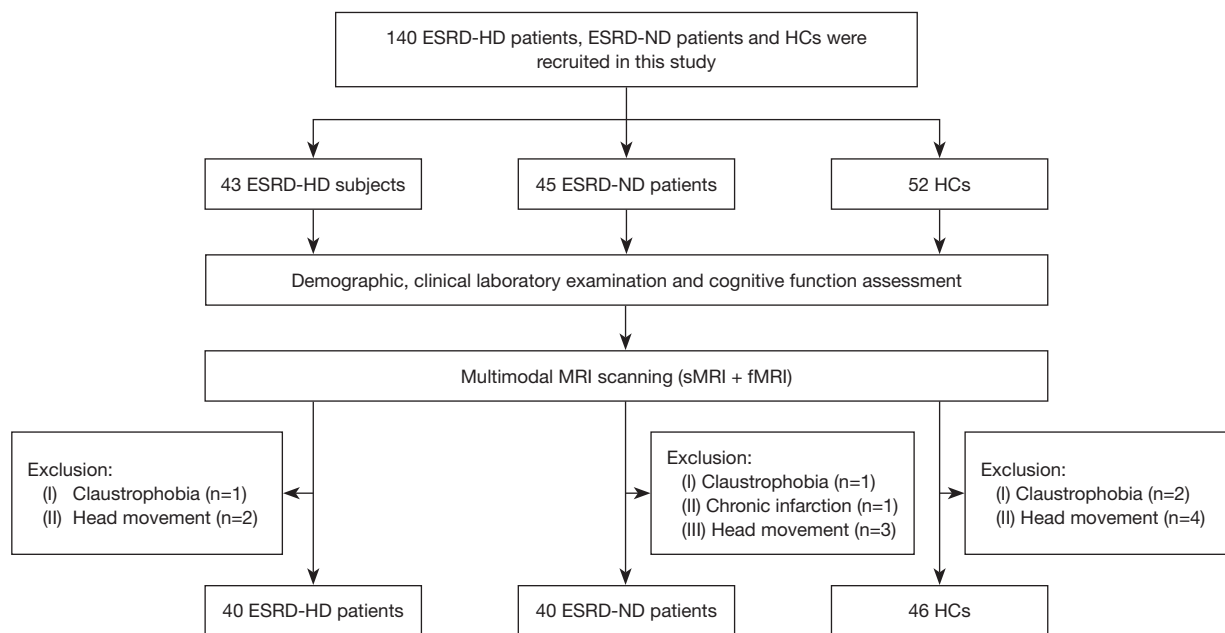 140 ESRD-HD patients, ESRD-ND patients and HCs were
recruited in this study
43 ESRD-HD subjects
45 ESRD-ND patients
52 HCs
Demographic, clinical laboratory examination and cognitive function assessment
Multimodal MRI scanning (sMRI + fMRI)
Exclusion:
(I) Claustrophobia (n=1)
(II) Head movement (n=2)
Exclusion:
(I) Claustrophobia (n=1)
(II) Chronic infarction (n=1)
(III) Head movement (n=3)
Exclusion:
(I) Claustrophobia (n=2)
(II) Head movement (n=4)
40 ESRD-HD patients
40 ESRD-ND patients
46 HCs